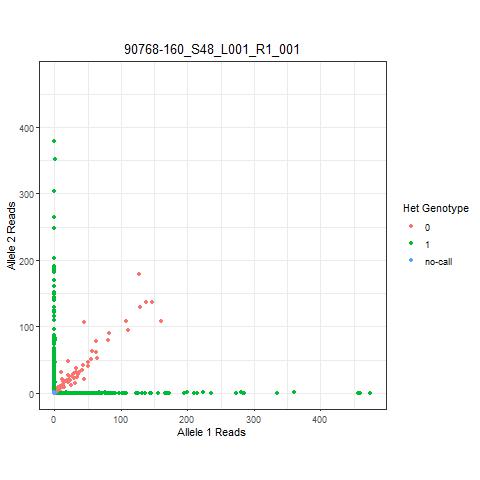 90768-160_S48_L001_R1_001
Allele 2 Reads
400
300
200
100
0
0 100 200 300 400
Allele 1 Reads
Het Genotype
0
1
no-call